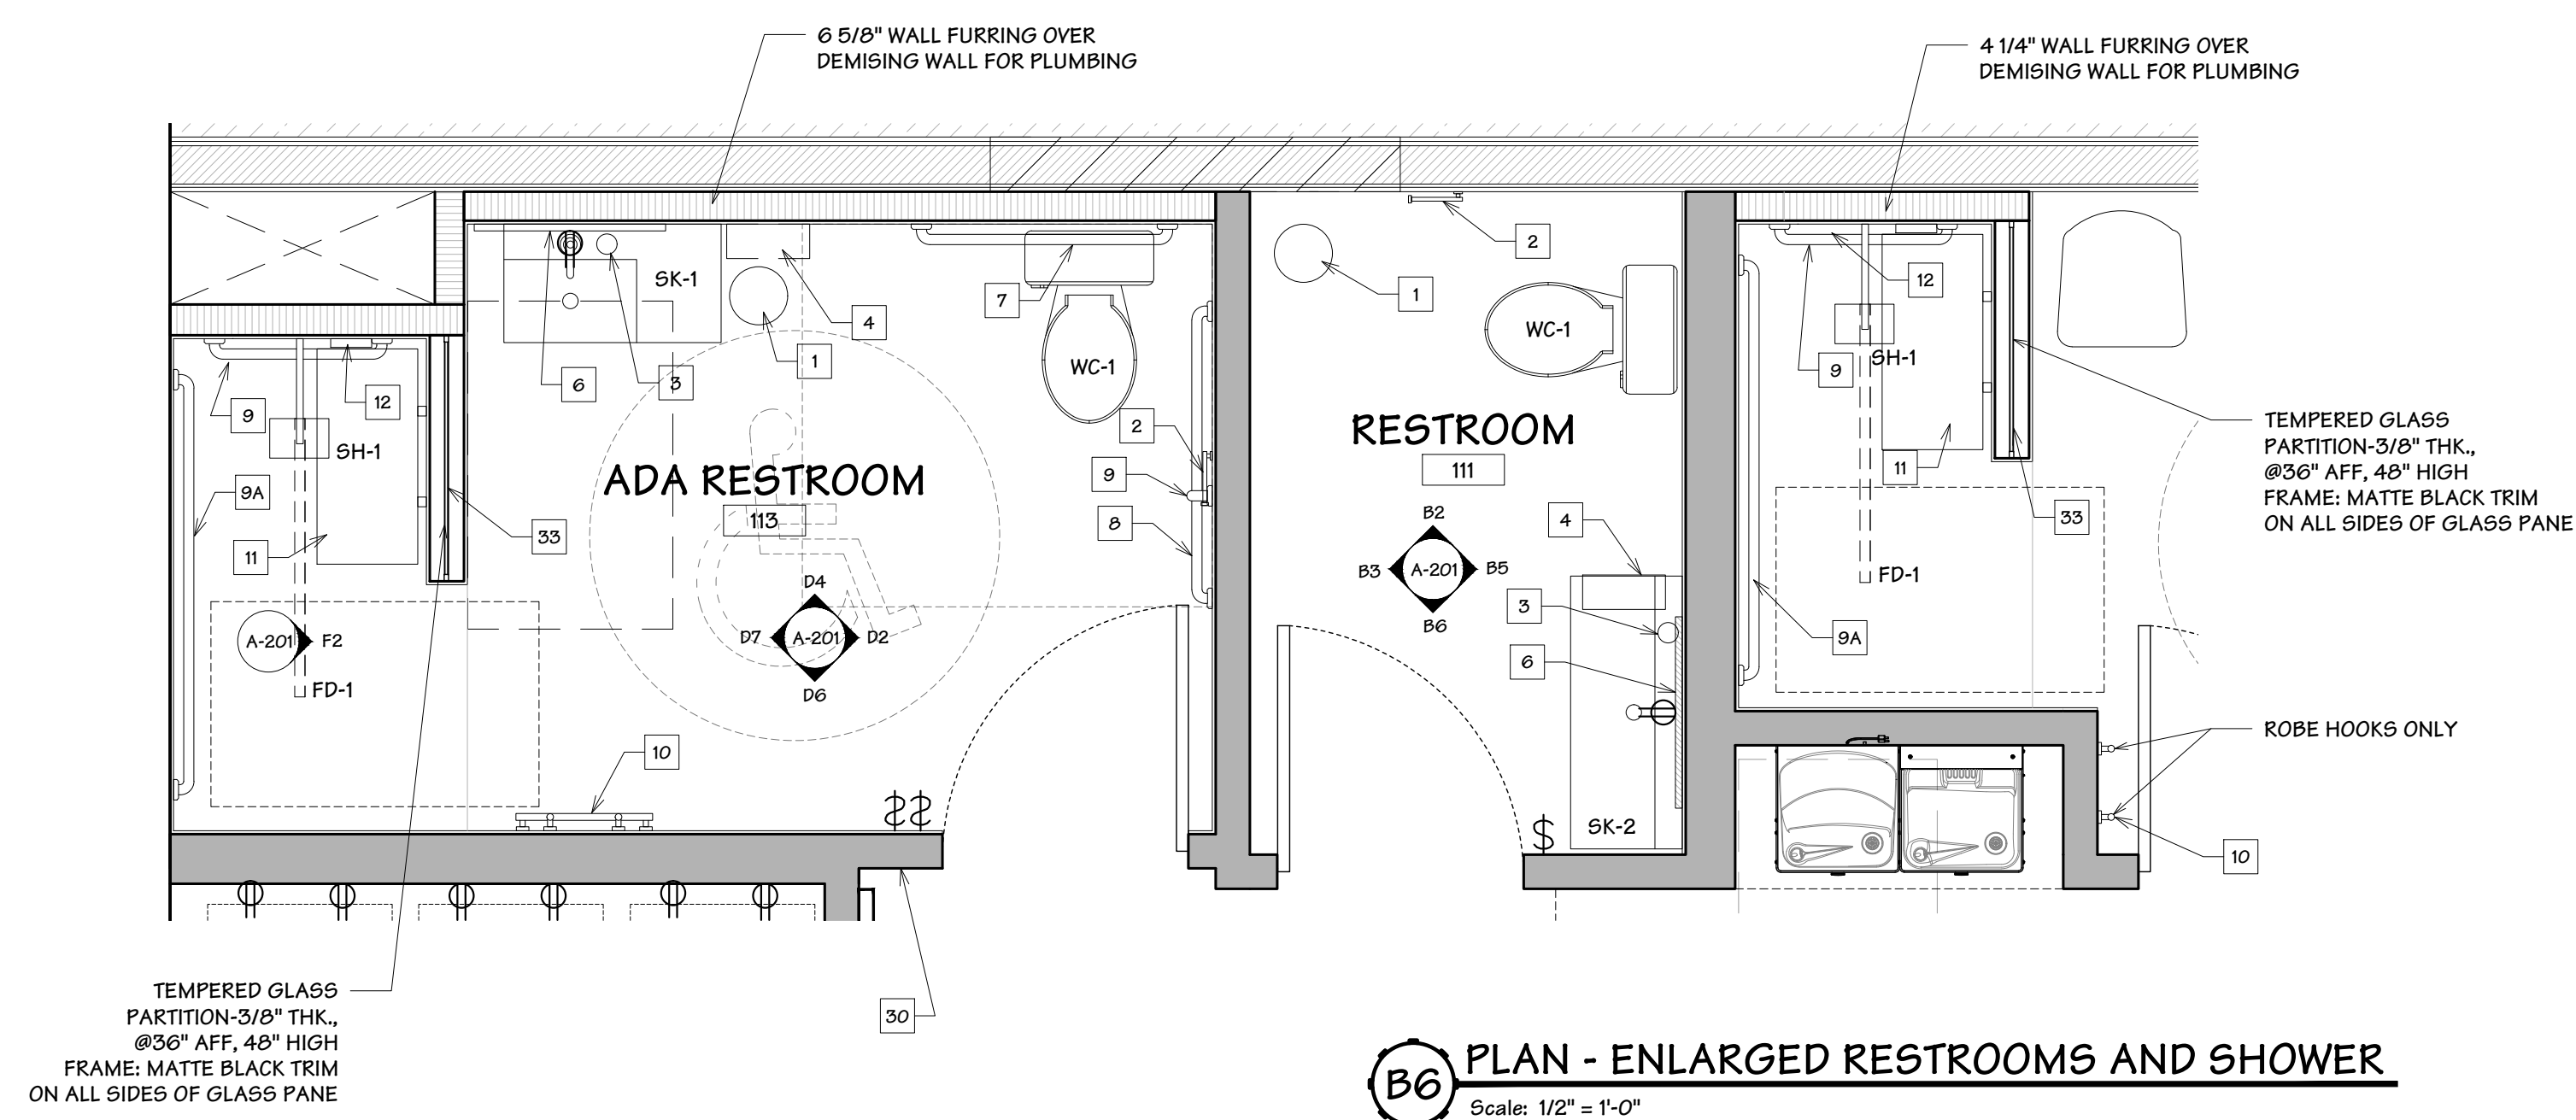 6 5/8" WALL FURRING OVER
DEMISING WALL FOR PLUMBING
4 1/4" WALL FURRING OVER
DEMISING WALL FOR PLUMBING
SK-1
7
4
1
6
3
12
9
SH-1
9A
11
33
WC-1
2
9
8
ADA RESTROOM
113
D4
D7
A-201
D2
D6
A-201
F2
FD-1
10
2
1
WC-1
RESTROOM
111
B2
B3
A-201
B5
B6
4
3
6
SK-2
$
12
9
SH-1
11
33
FD-1
9A
TEMPERED GLASS
PARTITION-3/8" THK.,
@36" AFF, 48" HIGH
FRAME: MATTE BLACK TRIM
ON ALL SIDES OF GLASS PANE
ROBE HOOKS ONLY
10
TEMPERED GLASS
PARTITION-3/8" THK.,
@36" AFF, 48" HIGH
FRAME: MATTE BLACK TRIM
ON ALL SIDES OF GLASS PANE
30
B6
PLAN - ENLARGED RESTROOMS AND SHOWER
Scale: 1/2" = 1'-0"